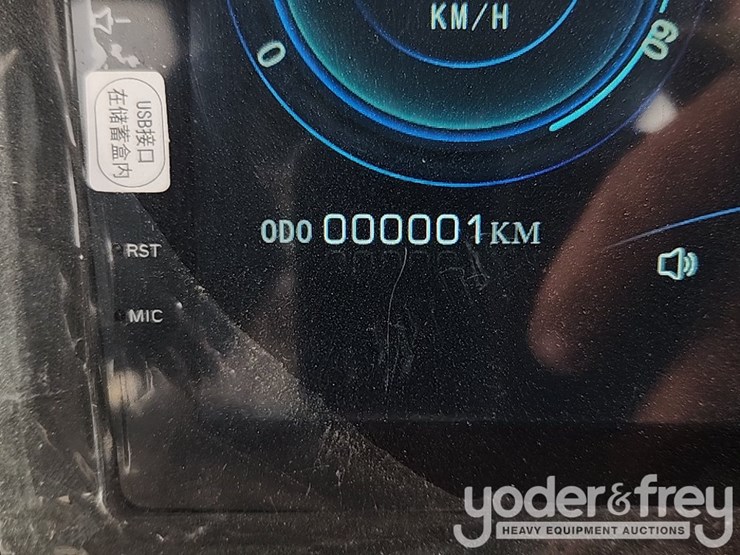 KM/H
0
60
USB接口
在储蓄盒内
ODO 000001KM
RST
MIC
yoder&frey
HEAVY EQUIPMENT AUCTIONS